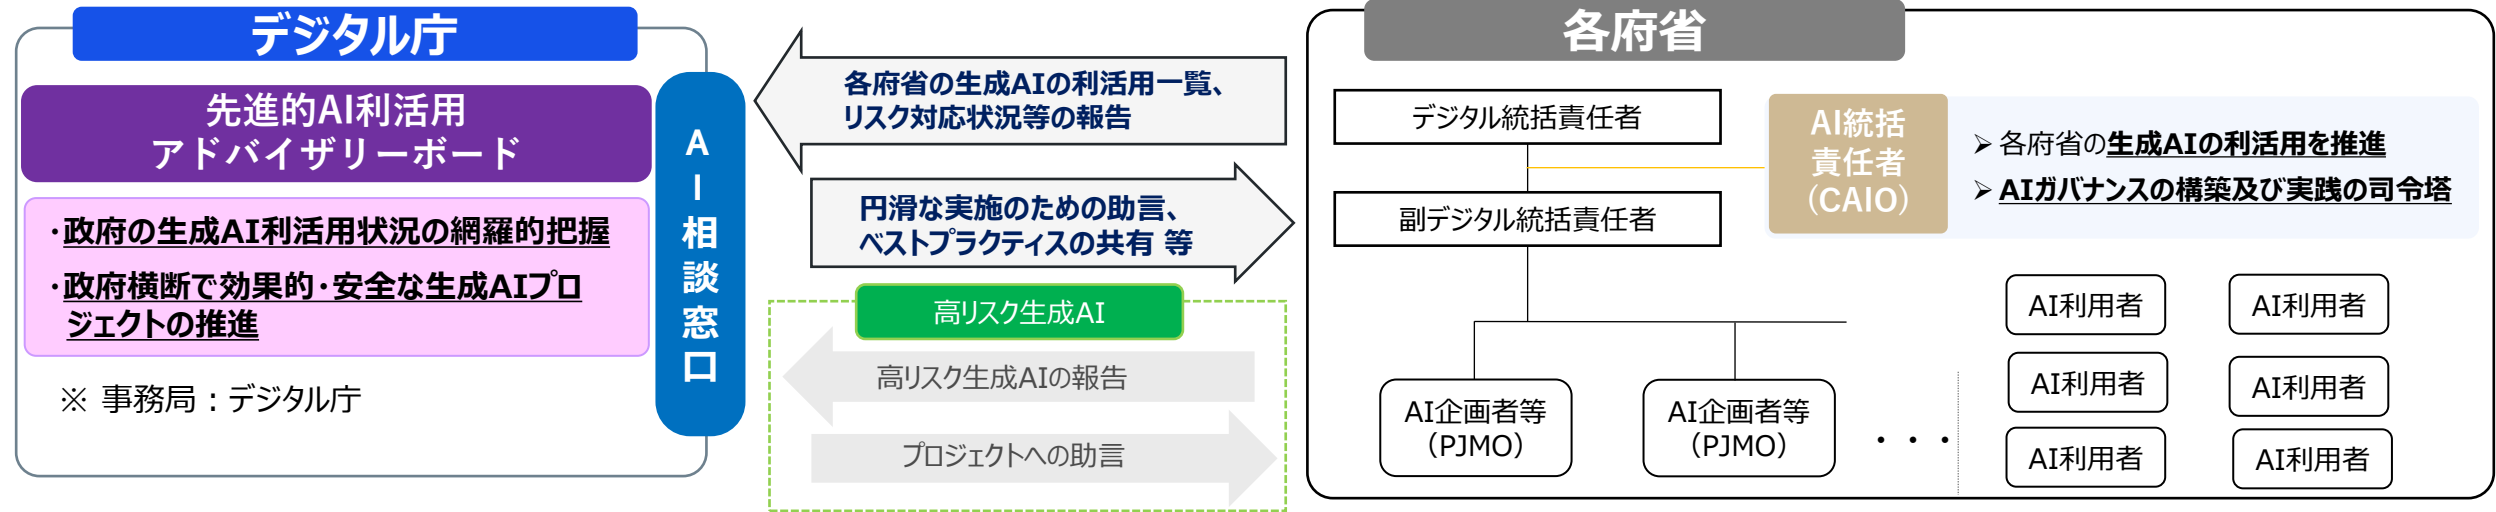 デジタル庁
先進的AI利活用
アドバイザリーボード
・政府の生成AI利活用状況の網羅的把握
・政府横断で効果的・安全な生成AIプロ
ジェクトの推進
※ 事務局：デジタル庁
AI相談窓口
各府省の生成AIの利活用一覧、
リスク対応状況等の報告
円滑な実施のための助言、
ベストプラクティスの共有 等
高リスク生成AI
高リスク生成AIの報告
プロジェクトへの助言
各府省
デジタル統括責任者
副デジタル統括責任者
AI統括
責任者
（CAIO）
➢ 各府省の生成AIの利活用を推進
➢ AIガバナンスの構築及び実践の司令塔
AI企画者等
（PJMO）
AI企画者等
（PJMO）
・・・
AI利用者
AI利用者
AI利用者
AI利用者
AI利用者
AI利用者